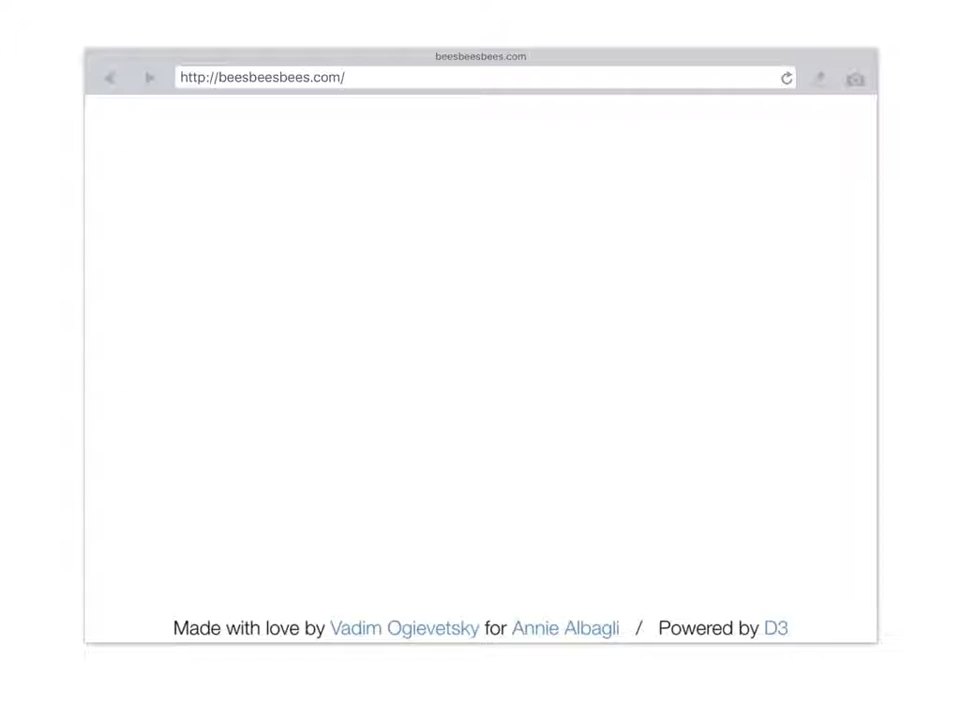 beesbeesbees.com
http://beesbeesbees.com/
Made with love by Vadim Ogievetsky for Annie Albagli / Powered by D3